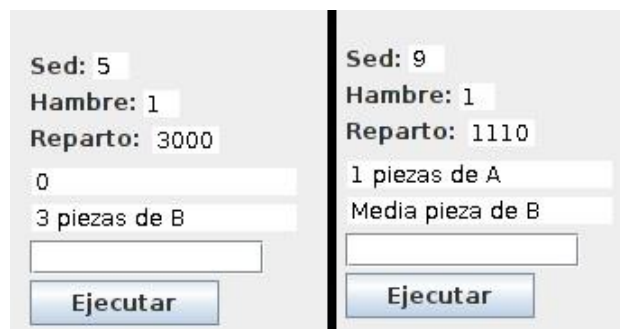 Sed: 5
Hambre: 1
Reparto: 3000
0
3 piezas de B
Ejecutar
Sed: 9
Hambre: 1
Reparto: 1110
1 piezas de A
Media pieza de B
Ejecutar